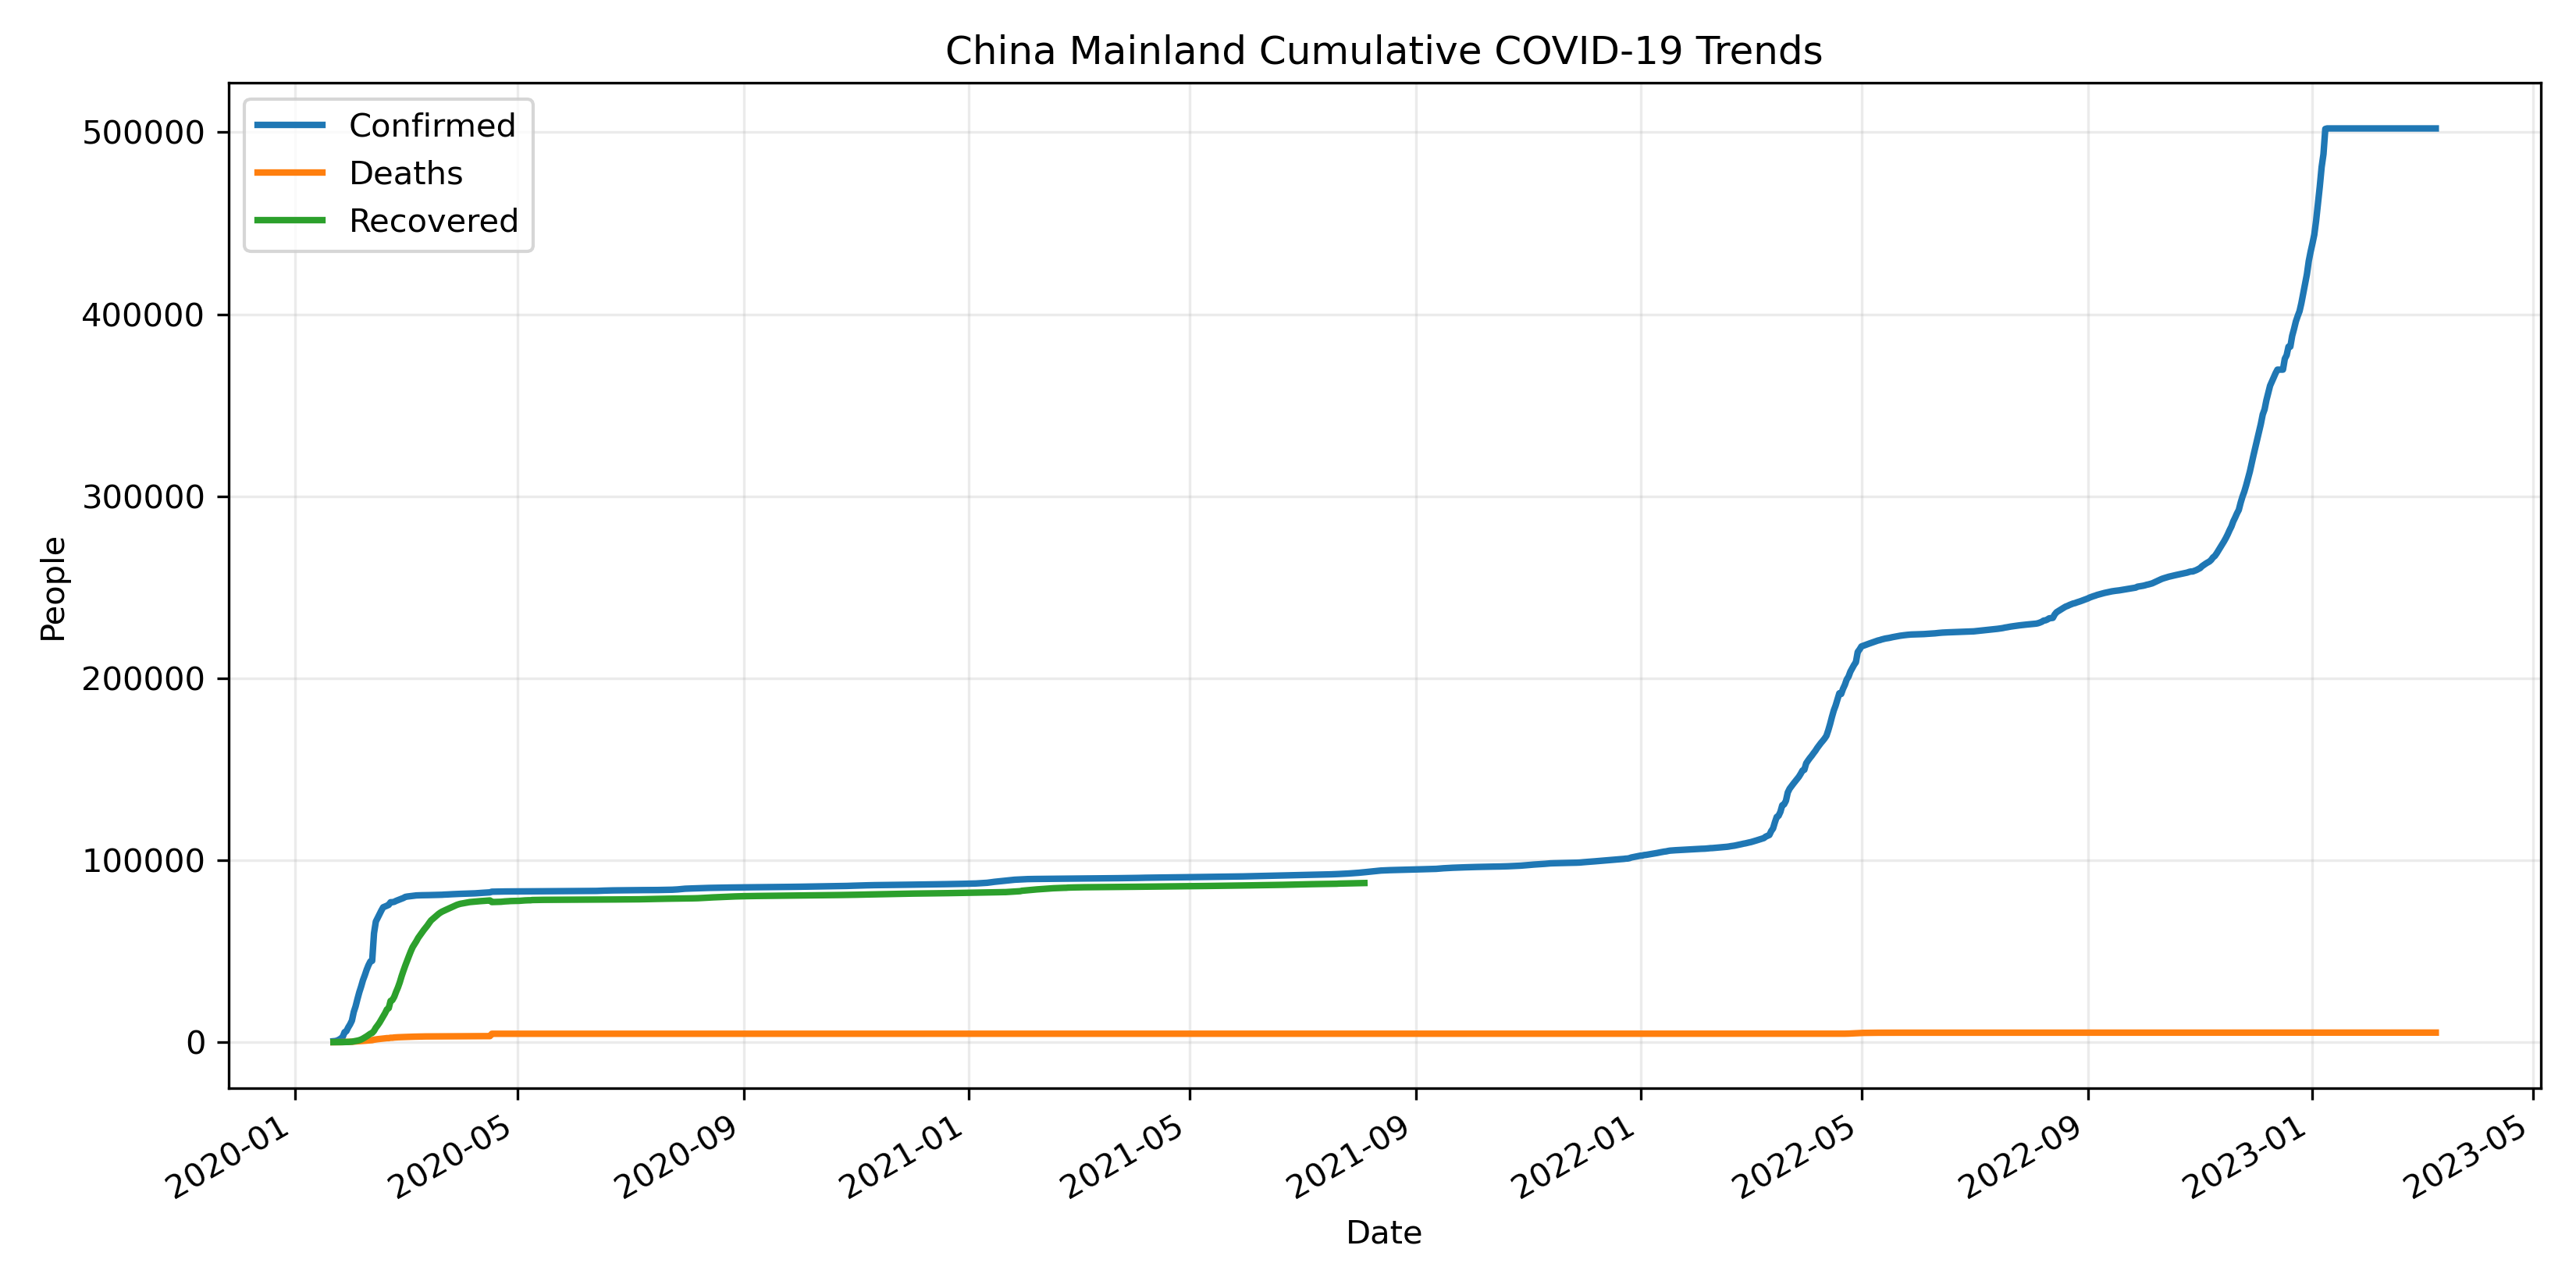 China Mainland Cumulative COVID-19 Trends
Confirmed
Deaths
Recovered
500000
400000
300000
200000
100000
0
People
2020-01
2020-05
2020-09
2021-01
2021-05
2021-09
2022-01
2022-05
2022-09
2023-01
2023-05
Date